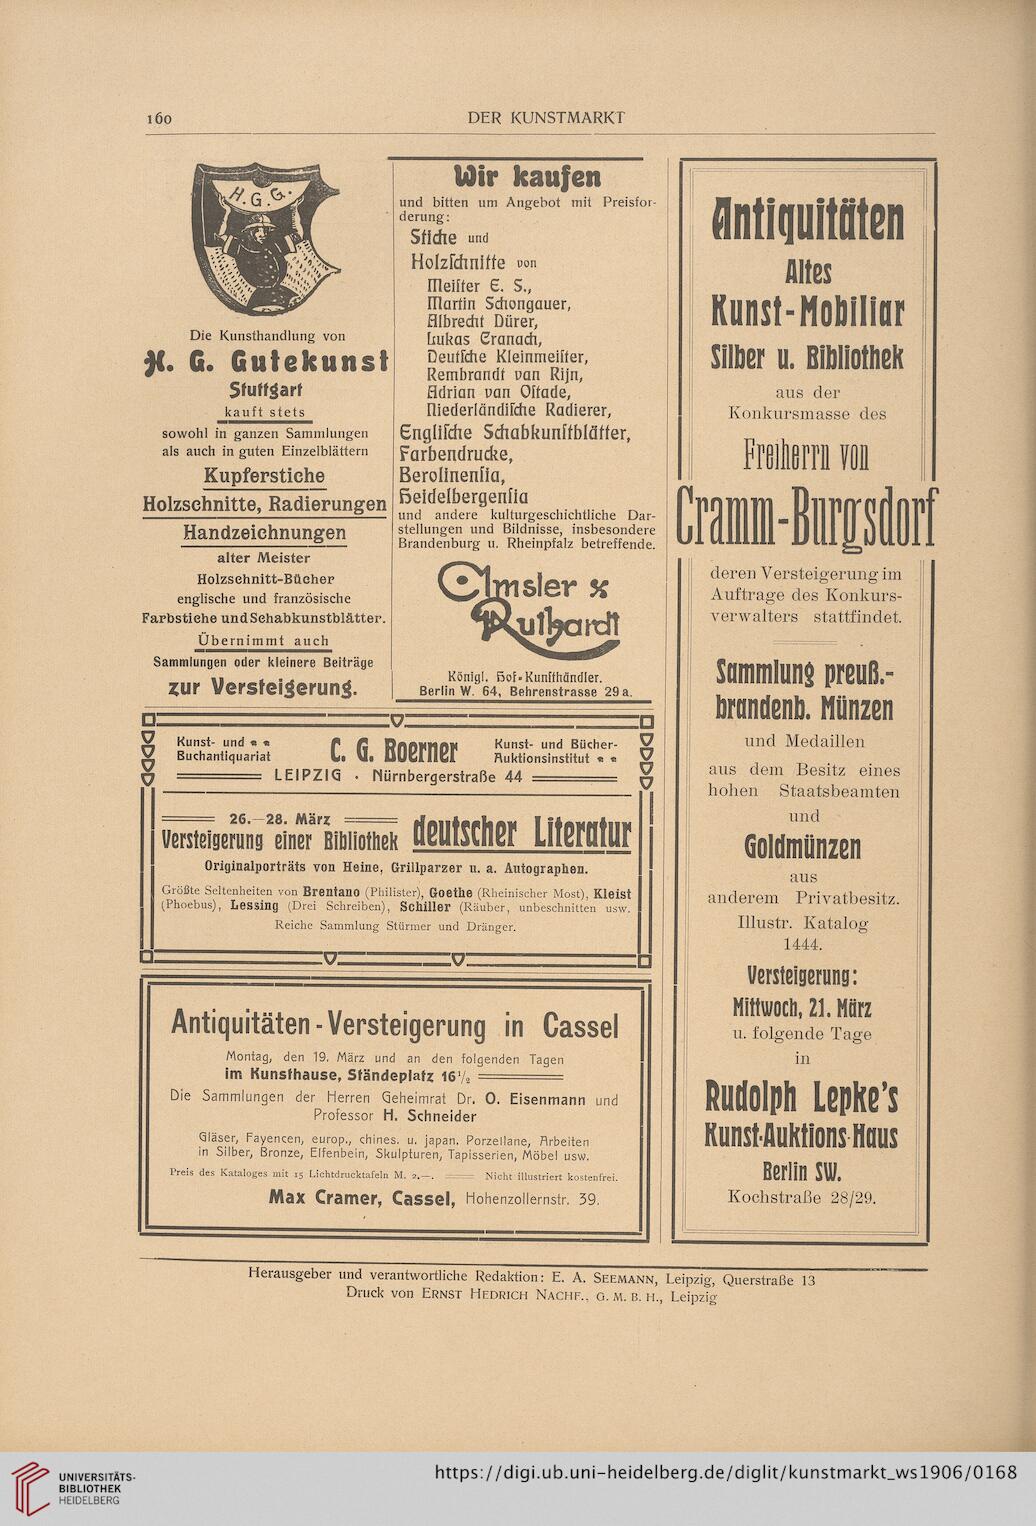 160
DER KUNSTMARKT
H. G. G.
Die Kunsthandlung von
H. G. Gutekunst
Stuttgart
kauft stets
sowohl in ganzen Sammlungen
als auch in guten Einzelblättern
Kupferstiche
Holzschnitte, Radierungen
Handzeichnungen
alter Meister
Holzschnitt-Bücher
englische und französische
Farbstiche und Schabkunstblätter.
Übernimmt auch
Sammlungen oder kleinere Beiträge
zur Versteigerung.
Wir kaufen
und bitten um Angebot mit Preisfor-
derung:
Stiche und
Holzſchnitte von
Meiſter E. S.,
Martin Schongauer,
Albrecht Dürer,
Lukas Cranach,
Deutſche Kleinmeiſter,
Rembrandt van Rijn,
Adrian van Oſtade,
Niederländiſche Radierer,
Engliſche Schabkunſtblätter,
Farbendrucke,
Berolinenſia,
Heidelbergenſia
und andere kulturgeschichtliche Dar-
stellungen und Bildnisse, insbesondere
Brandenburg u. Rheinpfalz betreffende.
Amsler &
Ruthardt
Königl. Hof-Kunſthändler.
Berlin W. 64, Behrenstrasse 29a.
Kunst- und
Buchantiquariat
C. G. Boerner
Kunst- und Bücher-
Auktionsinstitut
LEIPZIG · Nürnbergerstraße 44
26.—28. März
Versteigerung einer Bibliothek deutscher Literatur
Originalporträts von Heine, Grillparzer u. a. Autographen.
Größte Seltenheiten von Brentano (Philister), Goethe (Rheinischer Most), Kleist
(Phoebus), Lessing (Drei Schreiben), Schiller (Räuber, unbeschnitten usw.
Reiche Sammlung Stürmer und Dränger.
Antiquitäten-Versteigerung in Cassel
Montag, den 19. März und an den folgenden Tagen
im Kunsthause, Ständeplatz 16½
Die Sammlungen der Herren Geheimrat Dr. O. Eisenmann und
Professor H. Schneider
Gläser, Fayencen, europ., chines. u. japan. Porzellane, Arbeiten
in Silber, Bronze, Elfenbein, Skulpturen, Tapisserien, Möbel usw.
Preis des Kataloges mit 15 Lichtdrucktafeln M. 2.—. Nicht illustriert kostenfrei.
Max Cramer, Cassel, Hohenzollernstr. 39.
Antiquitäten
Altes
Kunst-Mobiliar
Silber u. Bibliothek
aus der
Konkursmasse des
Freiherrn von
Cramm-Burgsdorf
deren Versteigerung im
Auftrage des Konkurs-
verwalters stattfindet.
Sammlung preuß.-
brandenb. Münzen
und Medaillen
aus dem Besitz eines
hohen Staatsbeamten
und
Goldmünzen
aus
anderem Privatbesitz.
Illustr. Katalog
1444.
Versteigerung:
Mittwoch, 21. März
u. folgende Tage
in
Rudolph Lepke's
Kunst-Auktions-Haus
Berlin SW.
Kochstraße 28/29.
Herausgeber und verantwortliche Redaktion: E. A. SEEMANN, Leipzig, Querstraße 13
Druck von ERNST HEDRICH NACHF., G. M. B. H., Leipzig
UNIVERSITÄTS-
BIBLIOTHEK
HEIDELBERG
https://digi.ub.uni-heidelberg.de/diglit/kunstmarkt_ws1906/0168